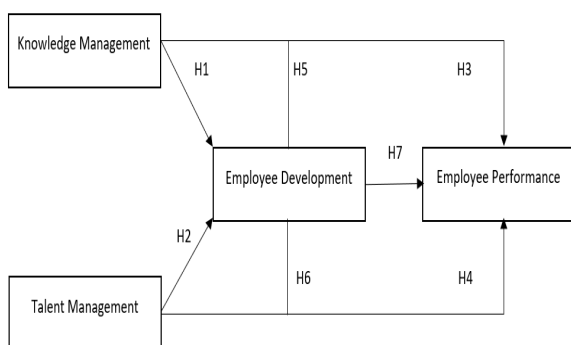 Knowledge Management
H1
H5
H3
H7
Employee Development
Employee Performance
H2
H6
H4
Talent Management